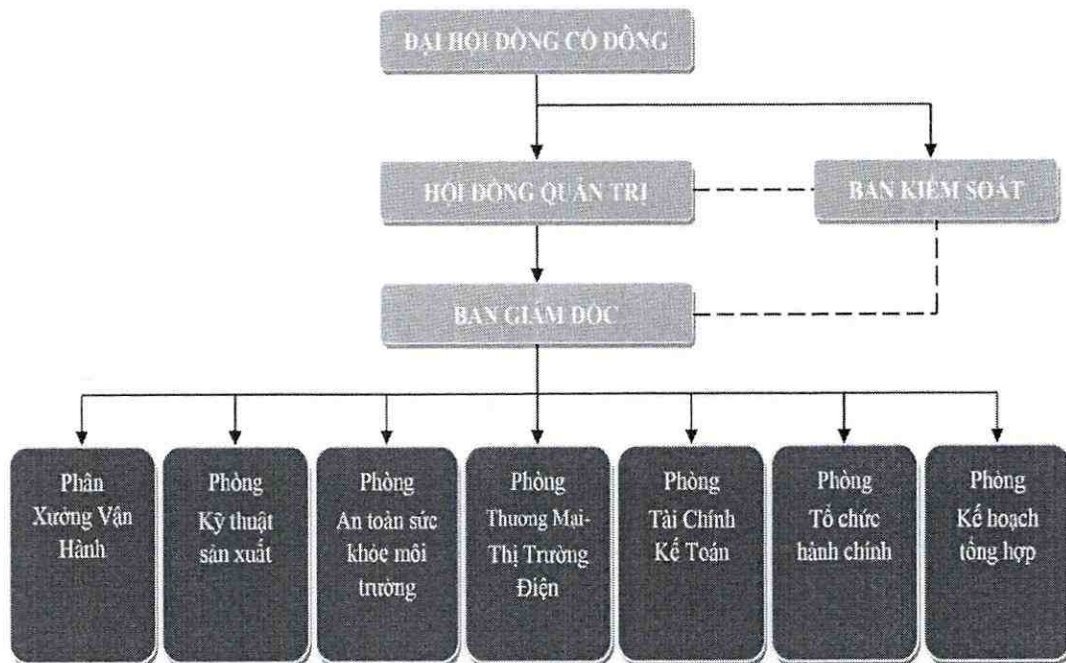 ĐẠI HỘI ĐỒNG CỔ ĐÔNG
HỘI ĐỒNG QUẢN TRỊ
BAN KIỂM SOÁT
BAN GIÁM ĐỐC
Phân
Xưởng Vận
Hành
Phòng
Kỹ thuật
sản xuất
Phòng
An toàn sức
khỏe môi
trường
Phòng
Thương Mại-
Thị Trường
Điện
Phòng
Tài Chính
Kế Toán
Phòng
Tổ chức
hành chính
Phòng
Kế hoạch
tổng hợp